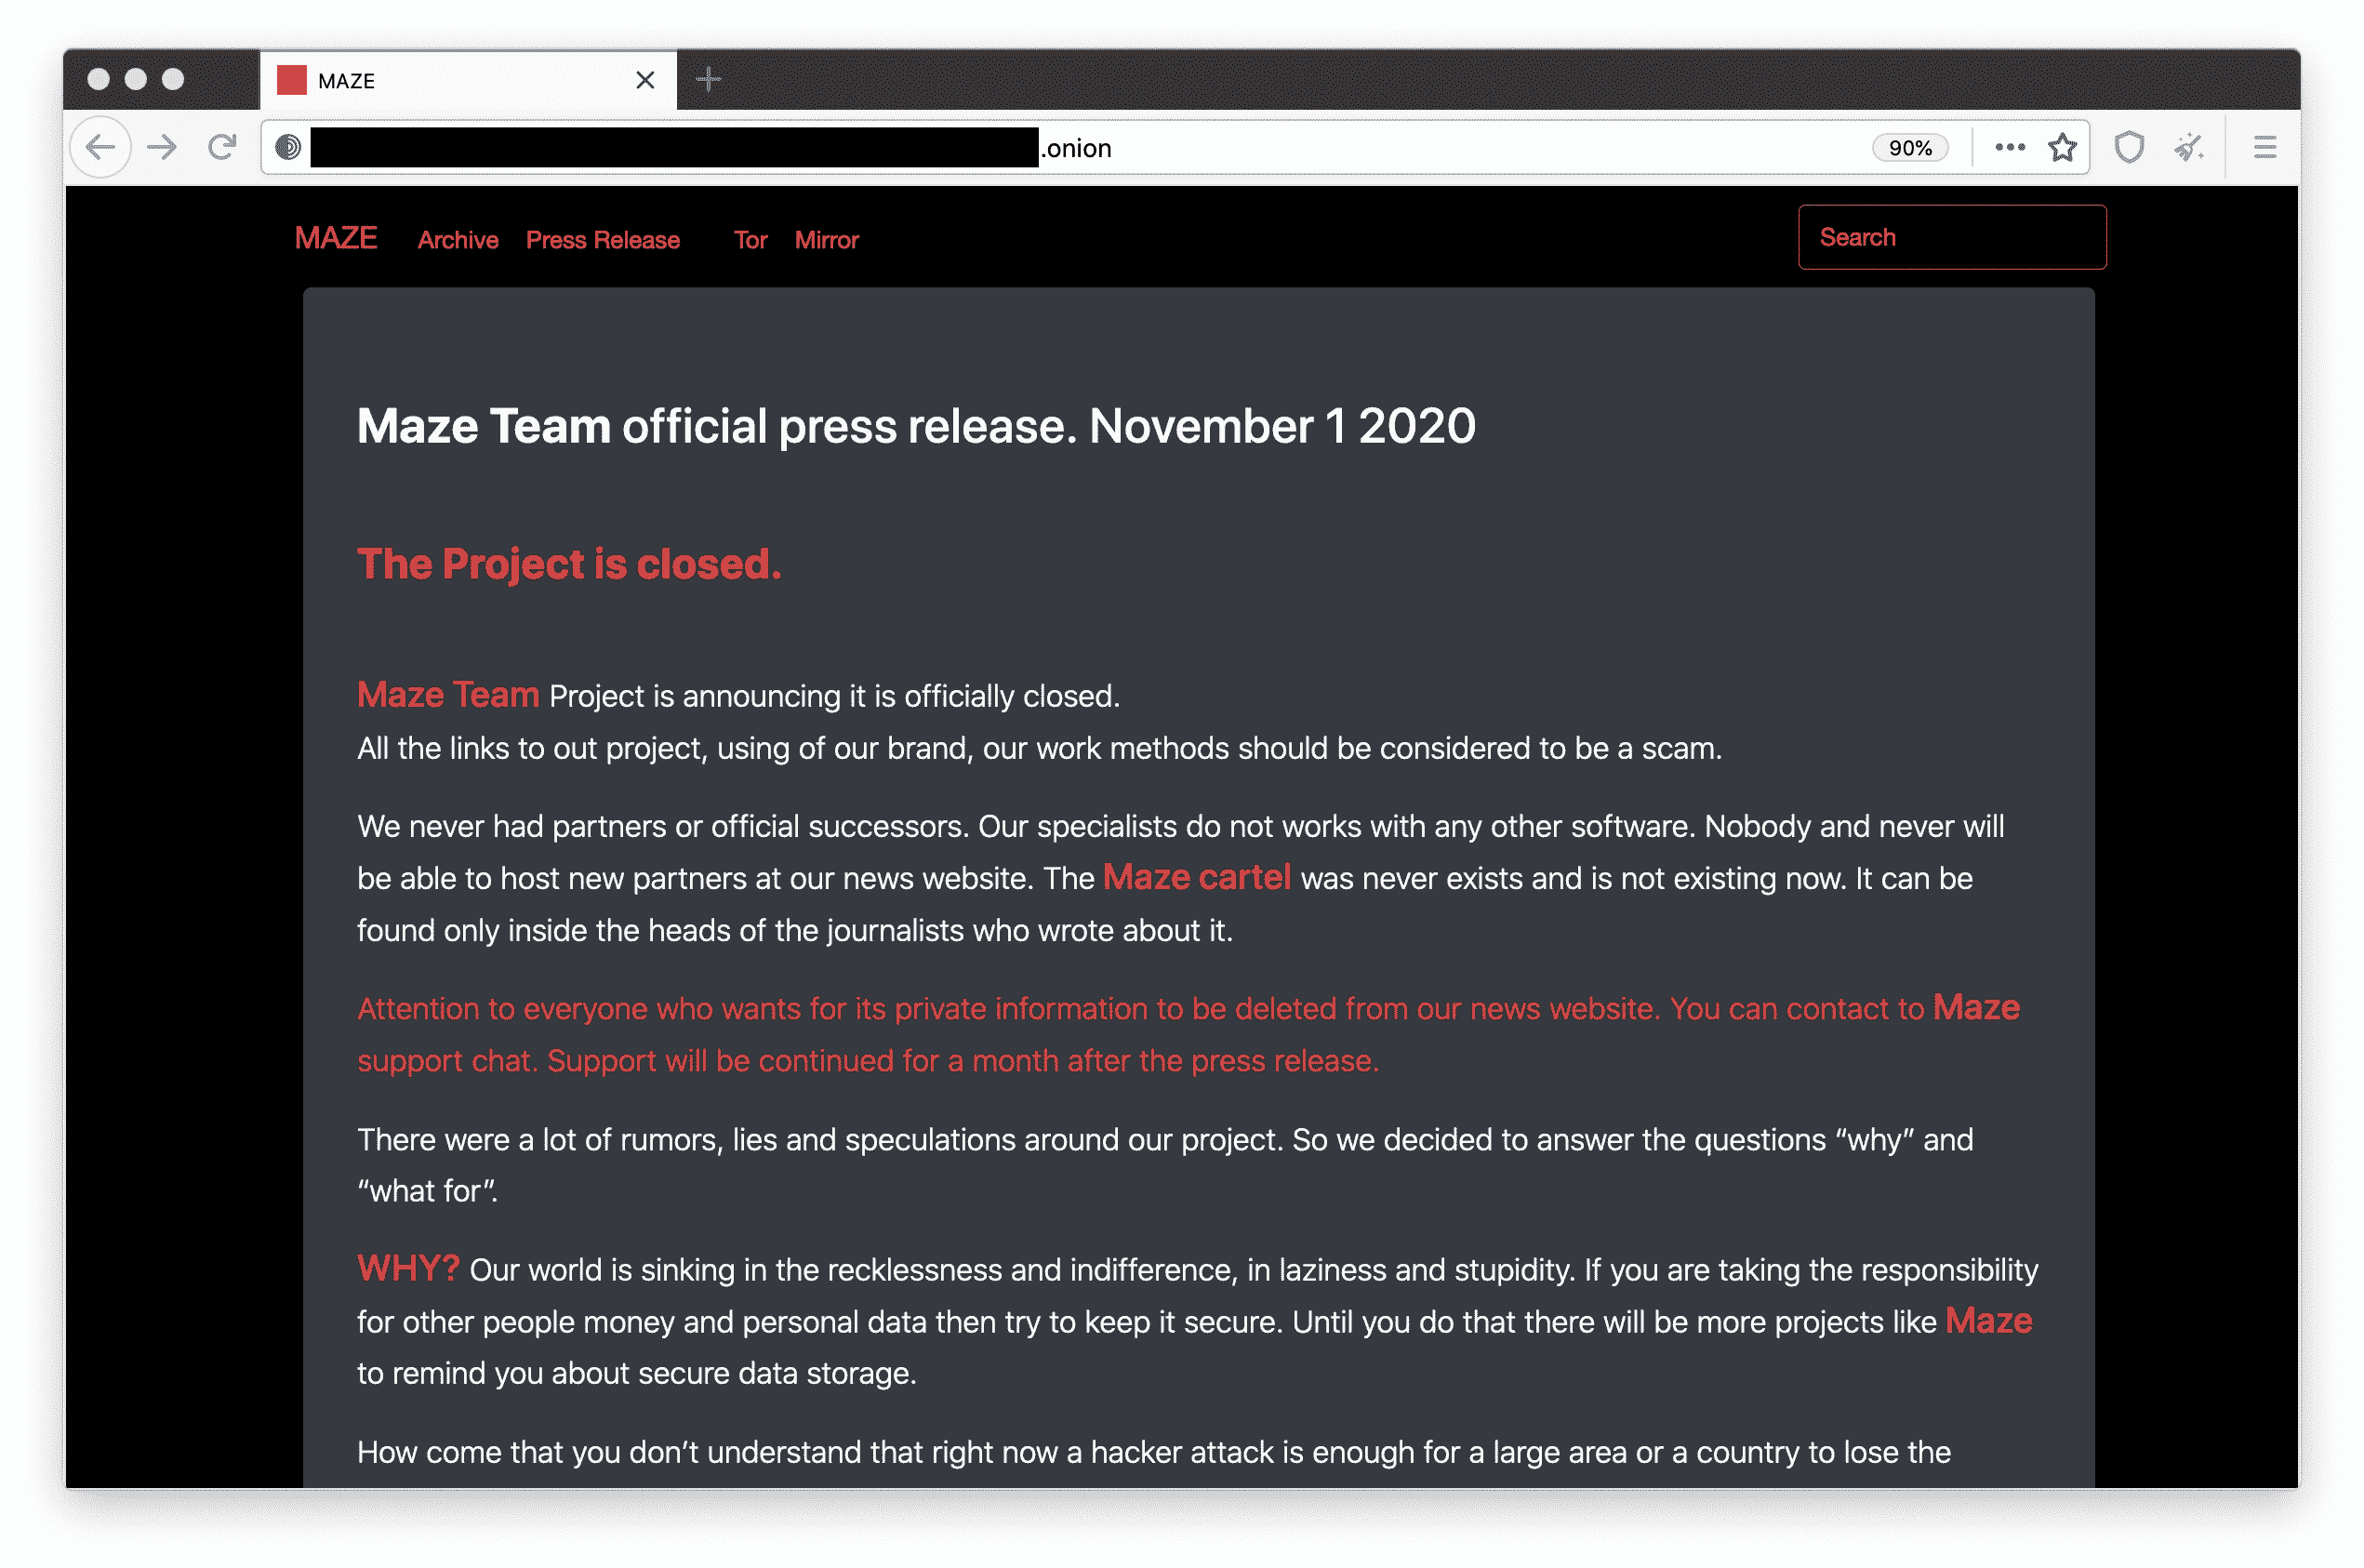 MAZE
.onion
90%
MAZE Archive Press Release Tor Mirror Search
Maze Team official press release. November 1 2020
The Project is closed.
Maze Team Project is announcing it is officially closed.
All the links to out project, using of our brand, our work methods should be considered to be a scam.
We never had partners or official successors. Our specialists do not works with any other software. Nobody and never will
be able to host new partners at our news website. The Maze cartel was never exists and is not existing now. It can be
found only inside the heads of the journalists who wrote about it.
Attention to everyone who wants for its private information to be deleted from our news website. You can contact to Maze
support chat. Support will be continued for a month after the press release.
There were a lot of rumors, lies and speculations around our project. So we decided to answer the questions “why” and
“what for”.
WHY? Our world is sinking in the recklessness and indifference, in laziness and stupidity. If you are taking the responsibility
for other people money and personal data then try to keep it secure. Until you do that there will be more projects like Maze
to remind you about secure data storage.
How come that you don’t understand that right now a hacker attack is enough for a large area or a country to lose the